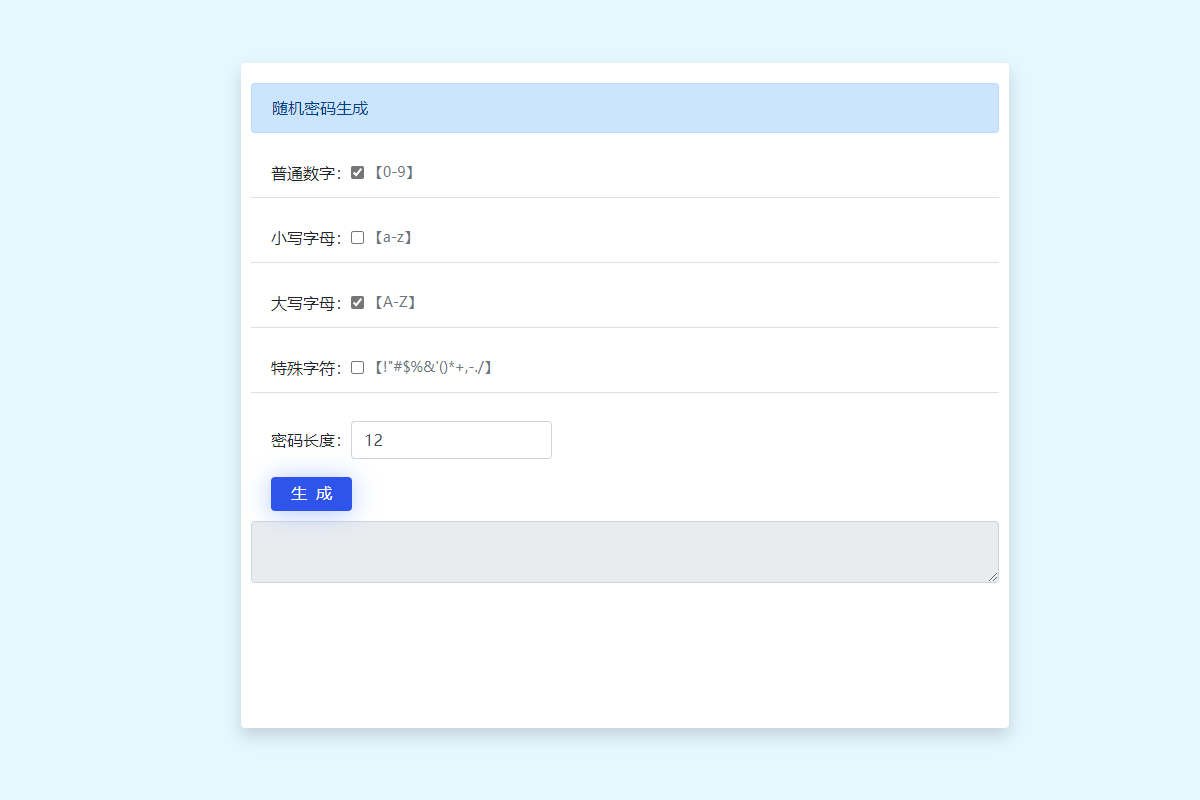 随机密码生成
普通数字：【0-9】
小写字母：【a-z】
大写字母：【A-Z】
特殊字符：【!"#$%&'()*+,-./】
密码长度：12
生 成